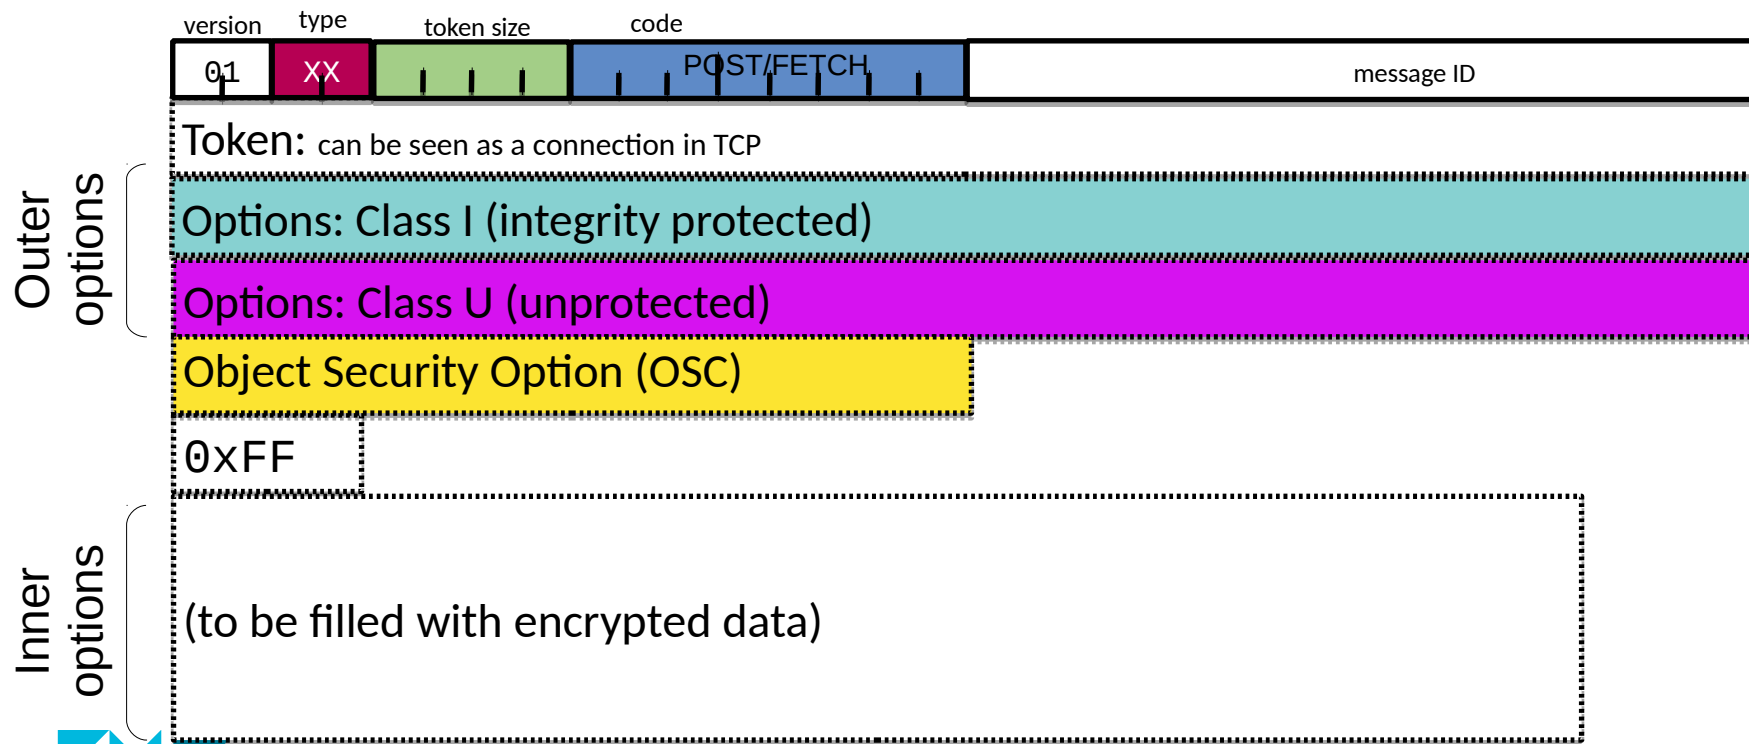 version type token size code
01 XX POST/FETCH message ID
Token: can be seen as a connection in TCP
Outer
options
Options: Class I (integrity protected)
Options: Class U (unprotected)
Object Security Option (OSC)
0xFF
Inner
options
(to be filled with encrypted data)